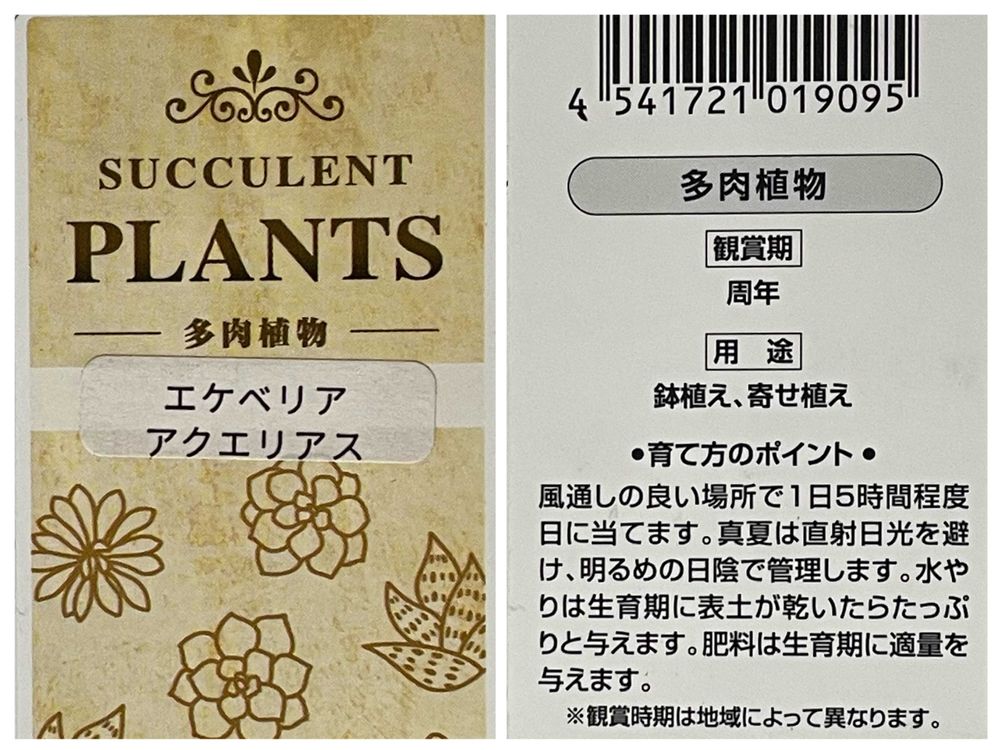 SUCCULENT
PLANTS
多肉植物
エケベリア
アクエリアス
4 541721 019095
多肉植物
観賞期
周年
用 途
鉢植え、寄せ植え
•育て方のポイント•
風通しの良い場所で1日5時間程度
日に当てます。真夏は直射日光を避
け、明るめの日陰で管理します。水や
りは生育期に表土が乾いたらたっぷ
りと与えます。肥料は生育期に適量を
与えます。
※観賞時期は地域によって異なります。